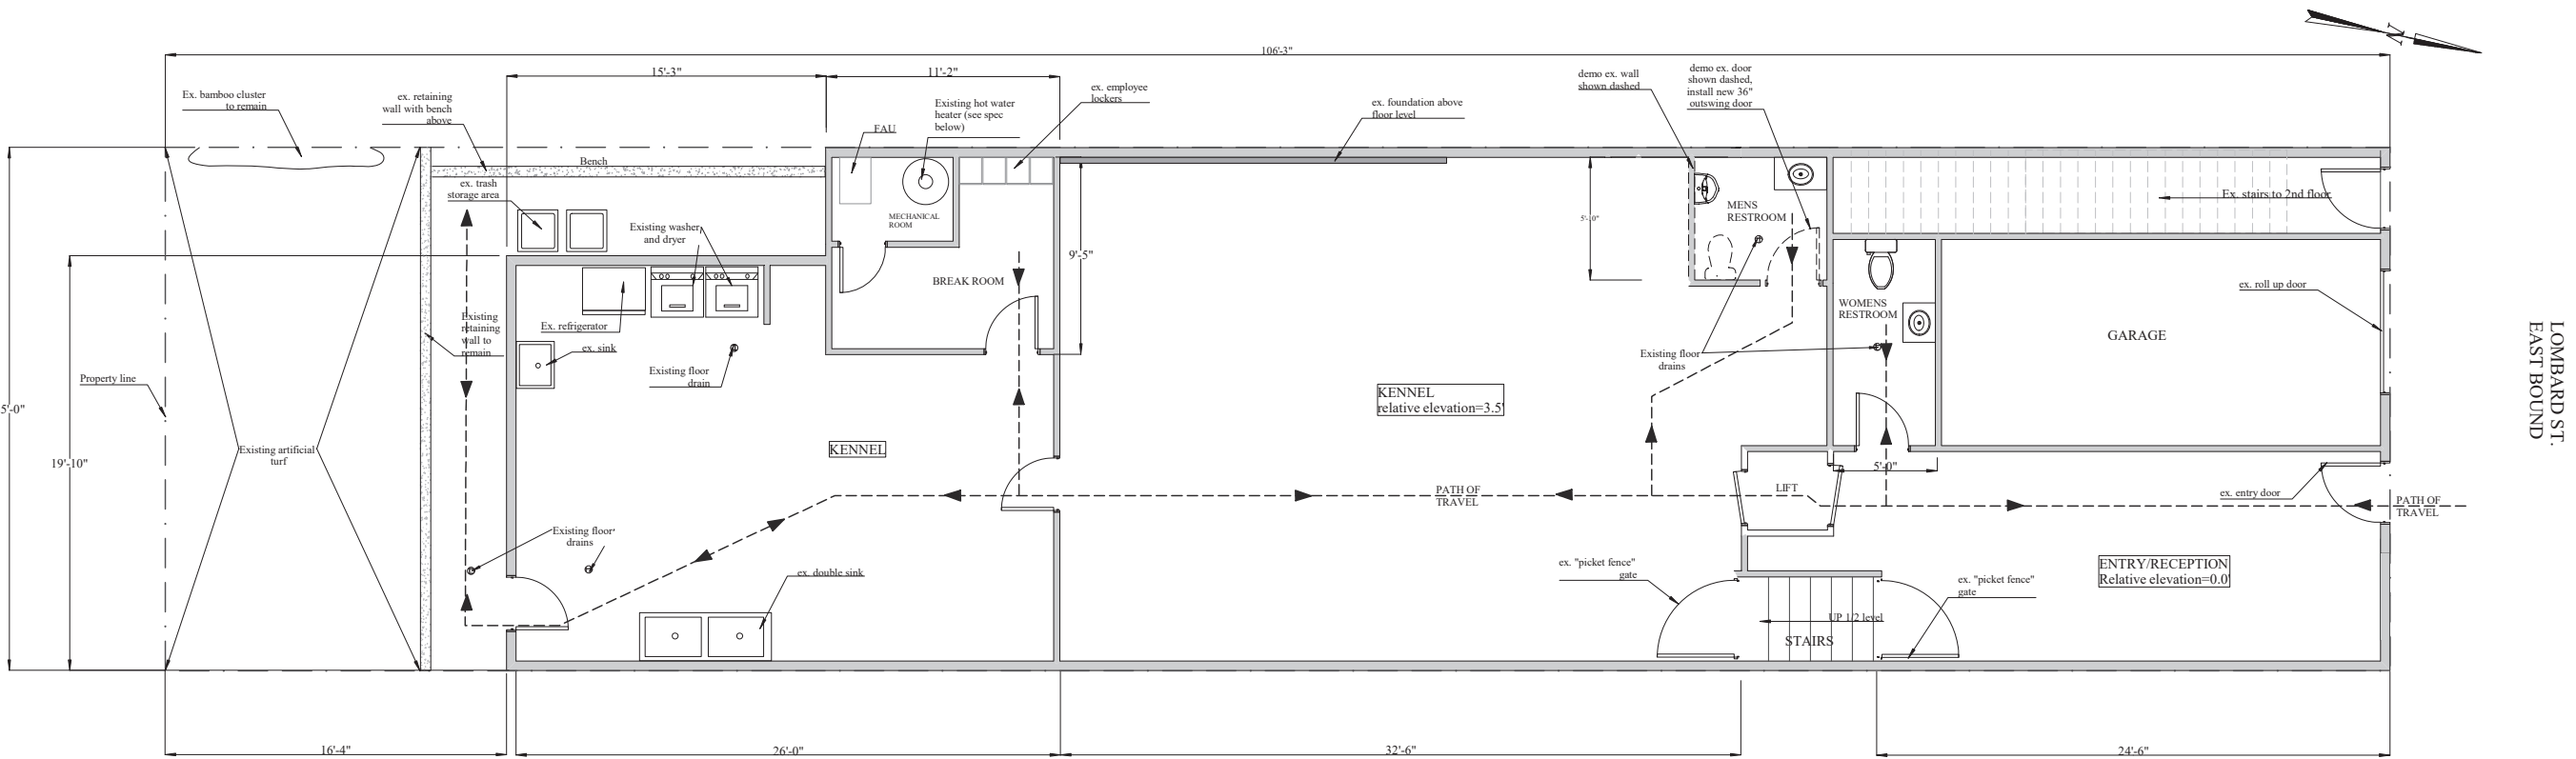 N
106'-3"
15'-3"
11'-2"
Ex. bamboo cluster
to remain
ex. retaining
wall with bench
above
Existing hot water
heater (see spec
below)
FAU
ex. employee
lockers
ex. foundation above
floor level
demo ex. wall
shown dashed
demo ex. door
shown dashed,
install new 36"
outswing door
Bench
ex. trash
storage area
Existing washer
and dryer
MECHANICAL
ROOM
BREAK ROOM
9'-5"
5'-10"
MENS
RESTROOM
Ex. stairs to 2nd floor
ex. roll up door
WOMENS
RESTROOM
GARAGE
LOMBARD ST.
EAST BOUND
Existing
retaining
wall to
remain
Ex. refrigerator
ex. sink
Existing floor
drain
Existing floor
drains
Property line
5'-0"
19'-10"
Existing artificial
turf
KENNEL
KENNEL
relative elevation=3.5'
5'-0"
LIFT
PATH OF
TRAVEL
ex. entry door
PATH OF
TRAVEL
Existing floor
drains
ex. double sink
ex. "picket fence"
gate
ex. "picket fence"
gate
ENTRY/RECEPTION
Relative elevation=0.0'
UP 1/2 level
STAIRS
16'-4"
26'-0"
32'-6"
24'-6"